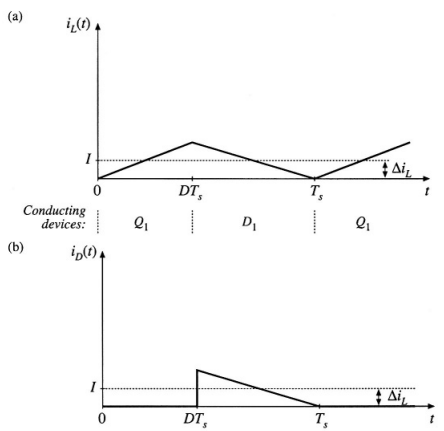 (a)
i_L(t)
I
Δi_L
0 DT_s T_s t
Conducting
devices: Q_1 D_1 Q_1
(b)
i_D(t)
I
Δi_L
0 DT_s T_s t